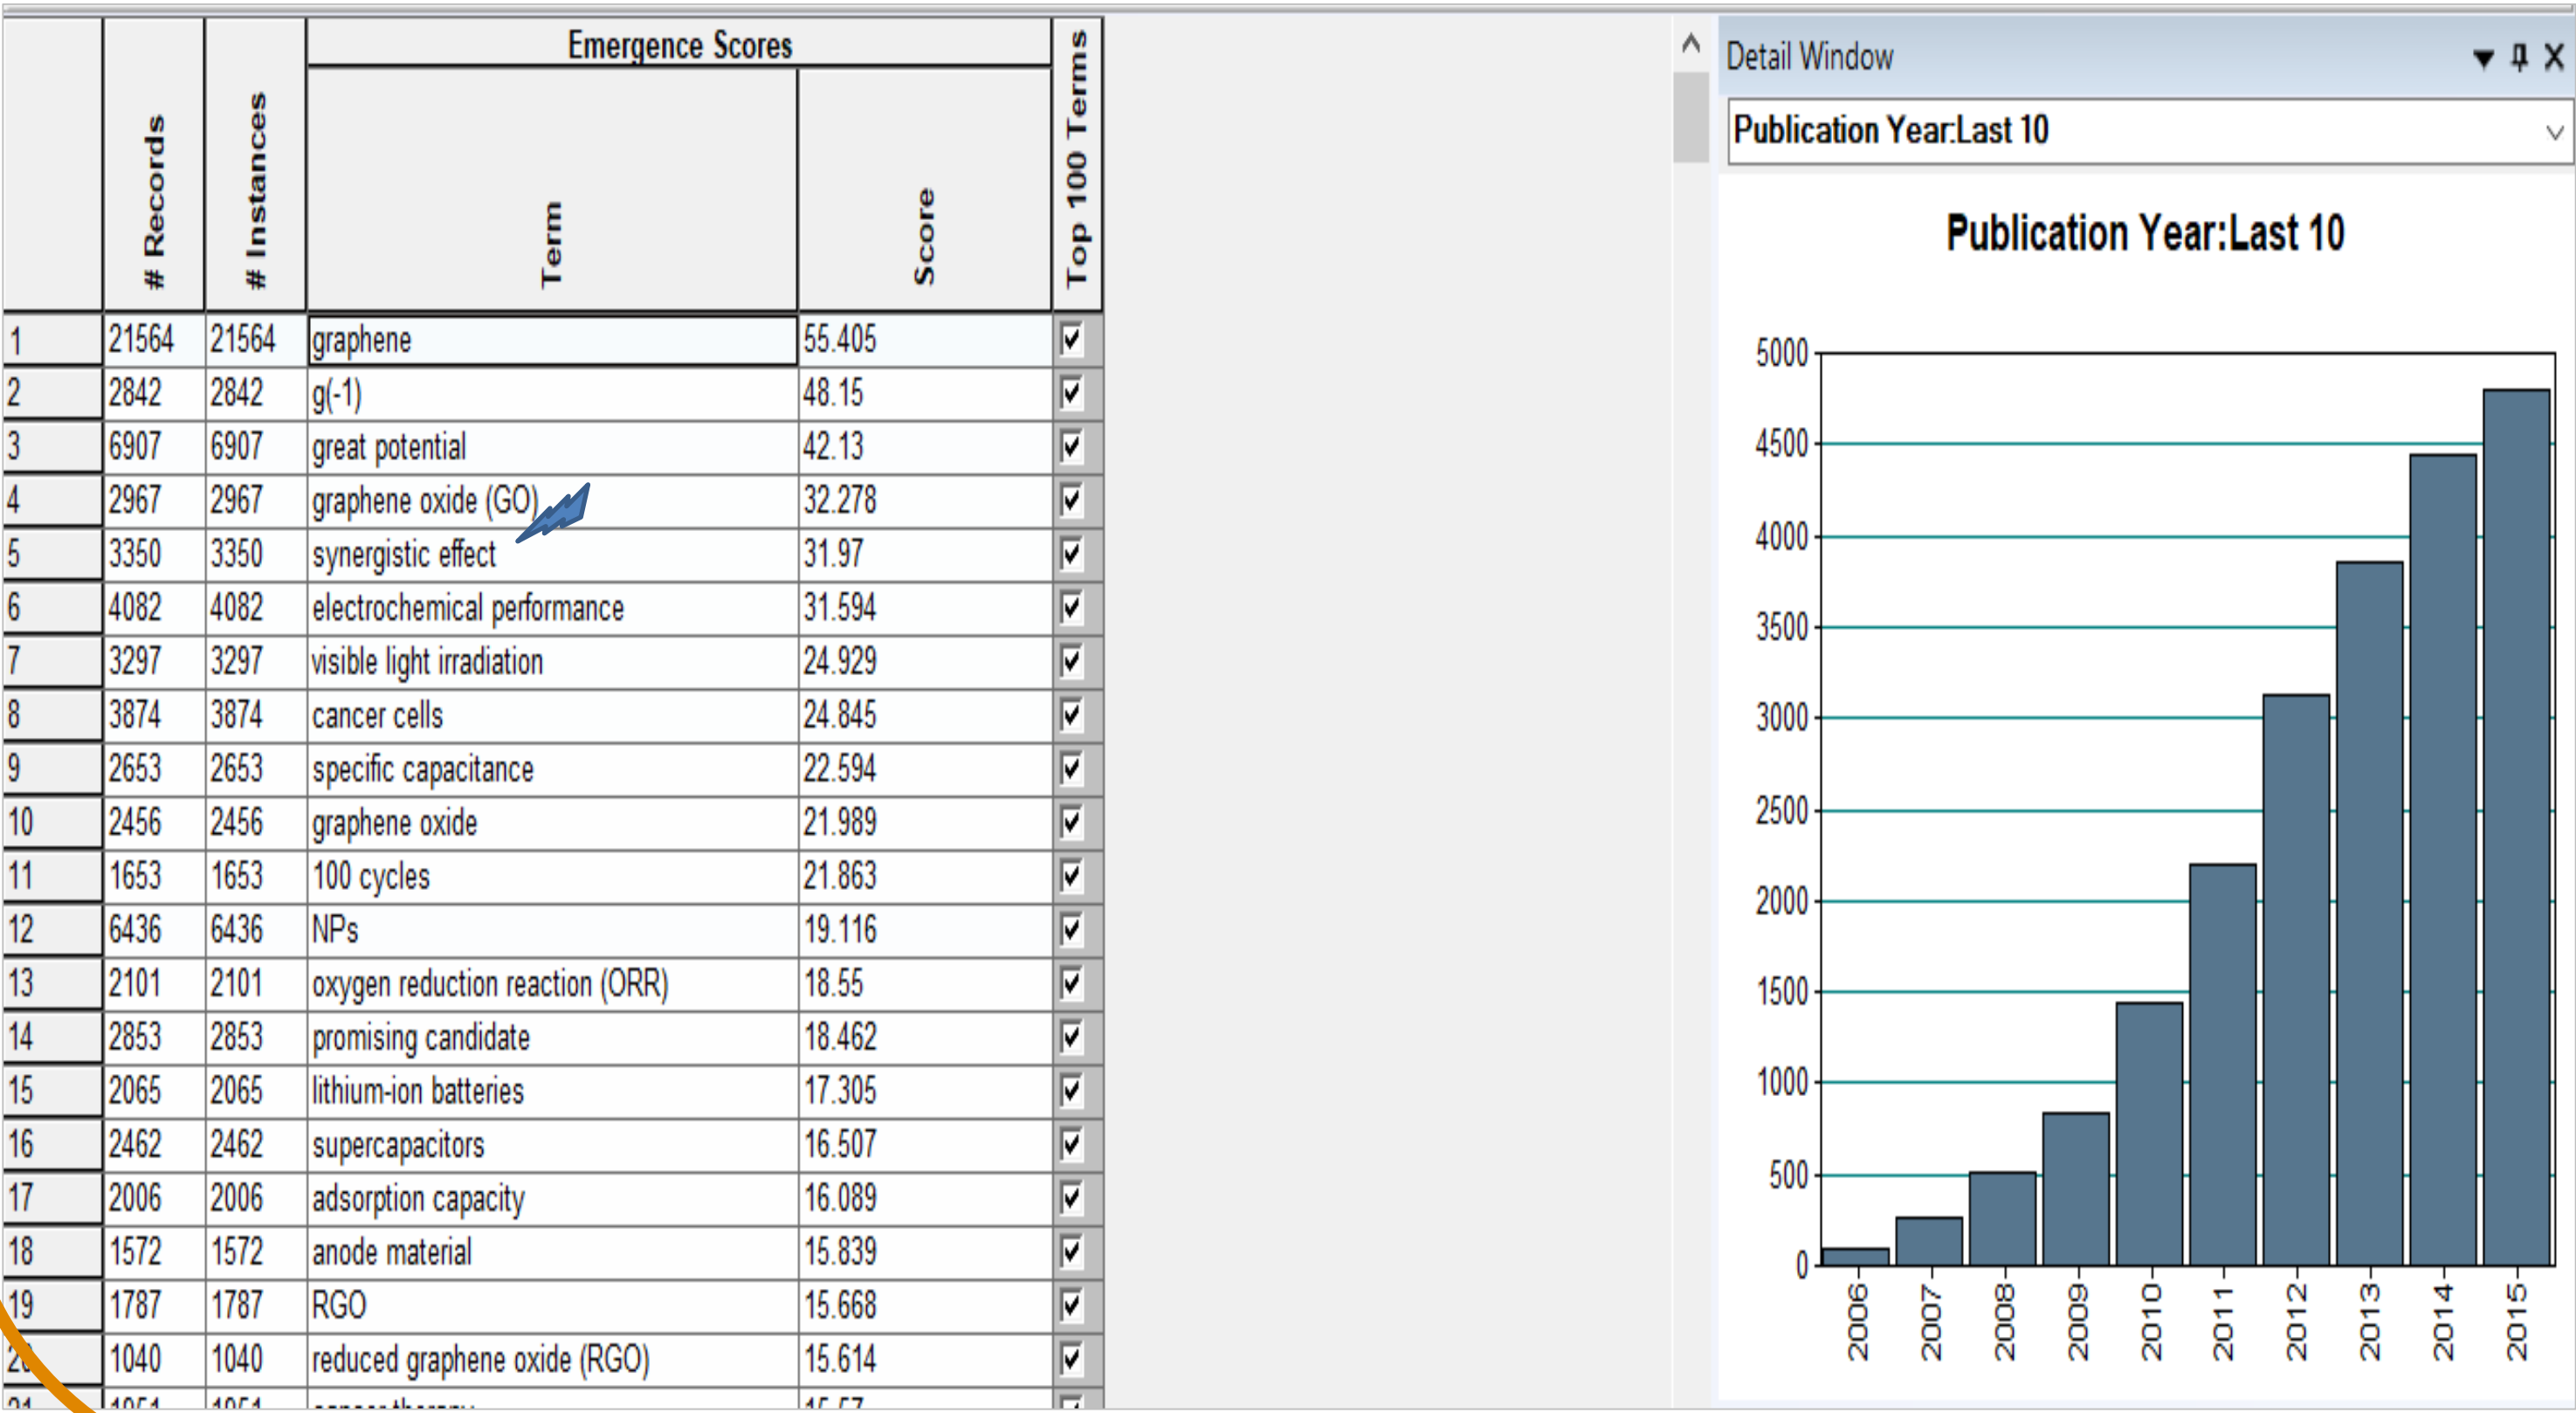 Emergence Scores
# Records # Instances Term Score Top 100 Terms
1 21564 21564 graphene 55.405
2 2842 2842 g(-1) 48.15
3 6907 6907 great potential 42.13
4 2967 2967 graphene oxide (GO) 32.278
5 3350 3350 synergistic effect 31.97
6 4082 4082 electrochemical performance 31.594
7 3297 3297 visible light irradiation 24.929
8 3874 3874 cancer cells 24.845
9 2653 2653 specific capacitance 22.594
10 2456 2456 graphene oxide 21.989
11 1653 1653 100 cycles 21.863
12 6436 6436 NPs 19.116
13 2101 2101 oxygen reduction reaction (ORR) 18.55
14 2853 2853 promising candidate 18.462
15 2065 2065 lithium-ion batteries 17.305
16 2462 2462 supercapacitors 16.507
17 2006 2006 adsorption capacity 16.089
18 1572 1572 anode material 15.839
19 1787 1787 RGO 15.668
20 1040 1040 reduced graphene oxide (RGO) 15.614
Detail Window
Publication Year:Last 10
Publication Year:Last 10
5000
4500
4000
3500
3000
2500
2000
1500
1000
500
0
2006 2007 2008 2009 2010 2011 2012 2013 2014 2015